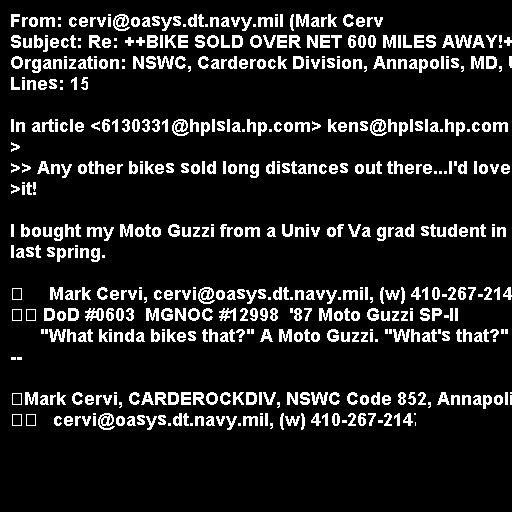 From: cervi@oasys.dt.navy.mil (Mark Cerv
Subject: Re: ++BIKE SOLD OVER NET 600 MILES AWAY!+
Organization: NSWC, Carderock Division, Annapolis, MD,
Lines: 15
In article <6130331@hplsla.hp.com> kens@hplsla.hp.com
>
>> Any other bikes sold long distances out there...I'd love
>it!
I bought my Moto Guzzi from a Univ of Va grad student in
last spring.
Mark Cervi, cervi@oasys.dt.navy.mil, (w) 410-267-214
DoD #0603 MGNOC #12998 '87 Moto Guzzi SP-II
"What kinda bikes that?" A Moto Guzzi. "What's that?"
--
Mark Cervi, CARDEROCKDIV, NSWC Code 852, Annapoli
cervi@oasys.dt.navy.mil, (w) 410-267-214